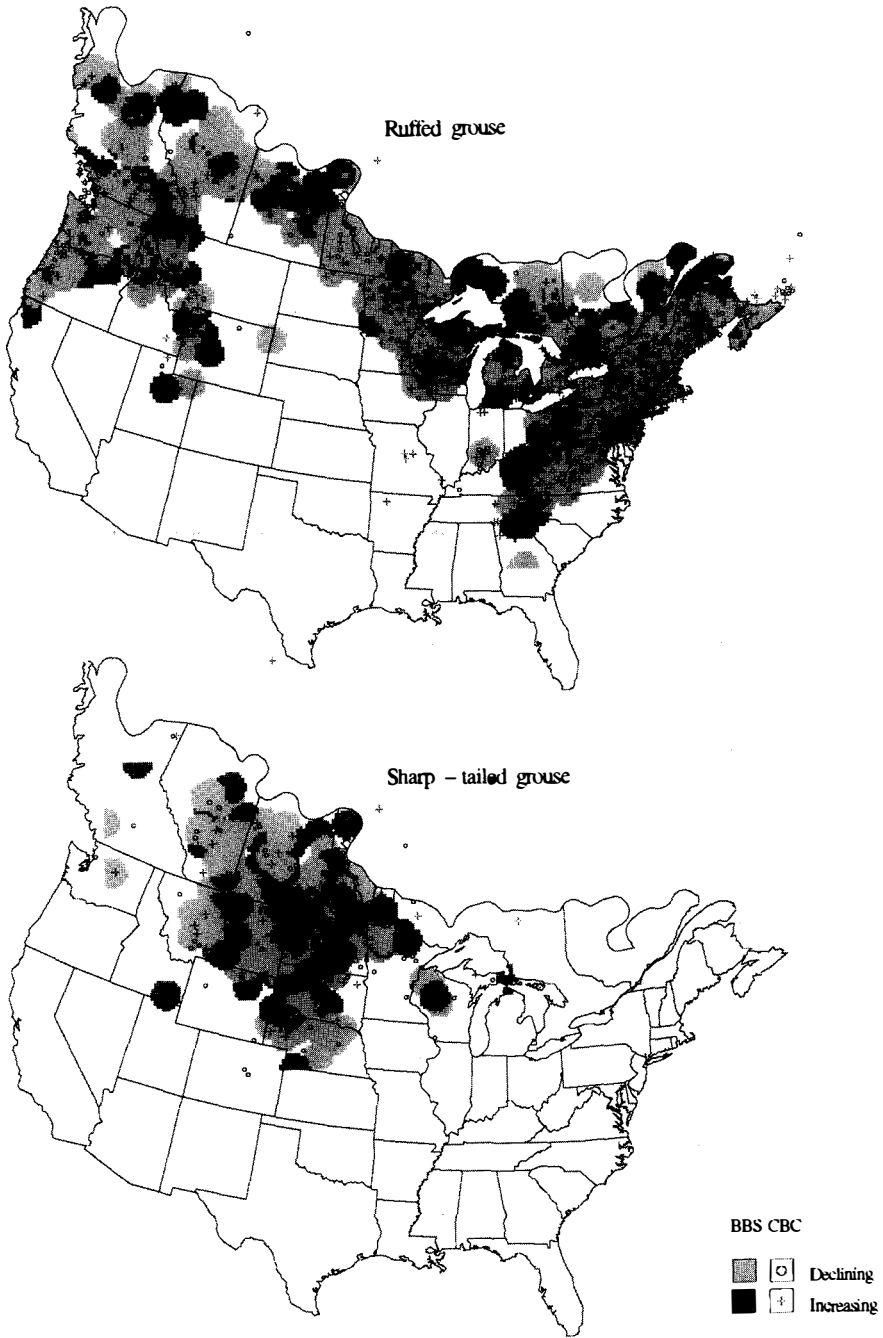 Ruffed grouse
Sharp – tailed grouse
BBS CBC
Declining
Increasing